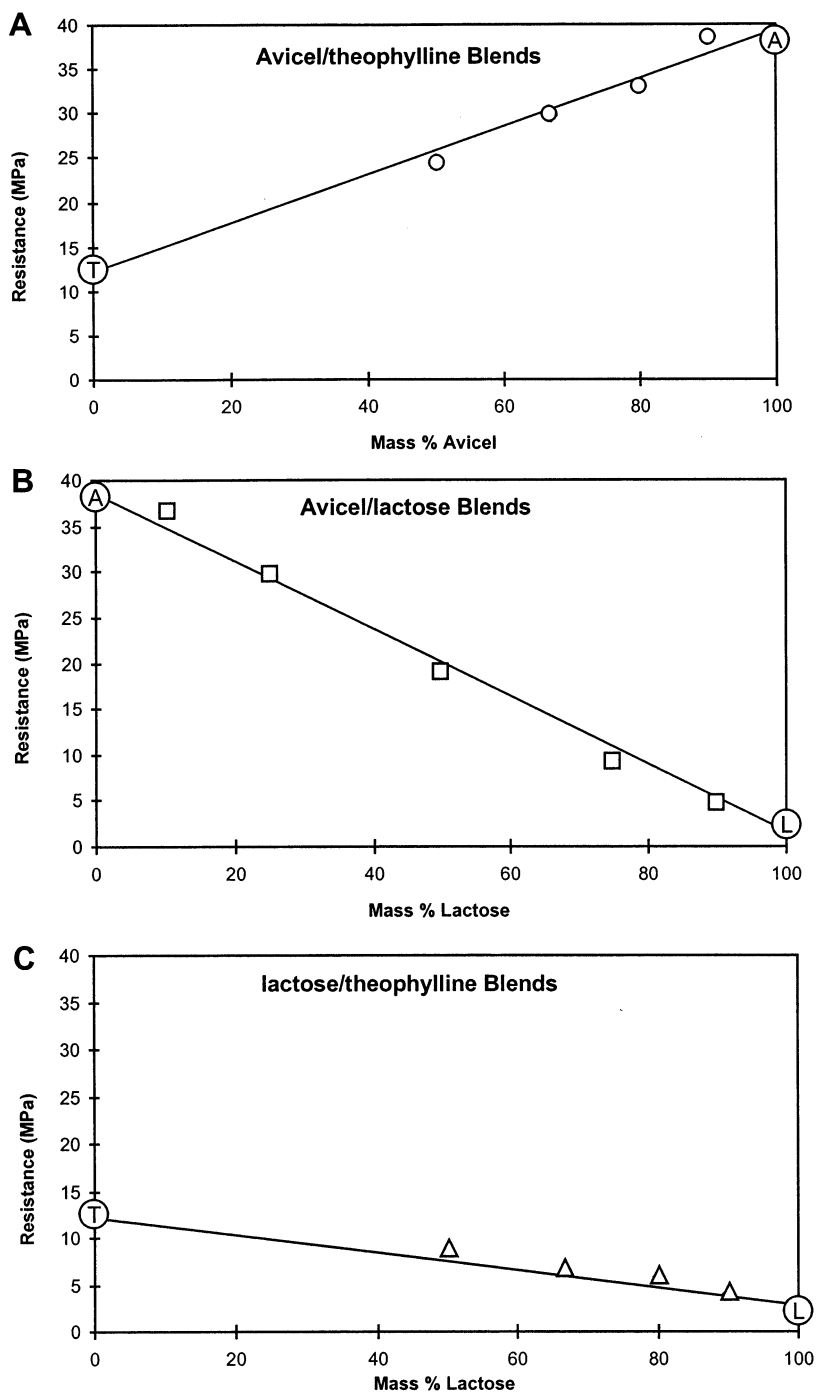 A
Avicel/theophylline Blends
Resistance (MPa)
40
35
30
25
20
15
10
5
0
T
A
0 20 40 60 80 100
Mass % Avicel
B
Avicel/lactose Blends
Resistance (MPa)
40
35
30
25
20
15
10
5
0
A
L
0 20 40 60 80 100
Mass % Lactose
C
lactose/theophylline Blends
Resistance (MPa)
40
35
30
25
20
15
10
5
0
T
L
0 20 40 60 80 100
Mass % Lactose